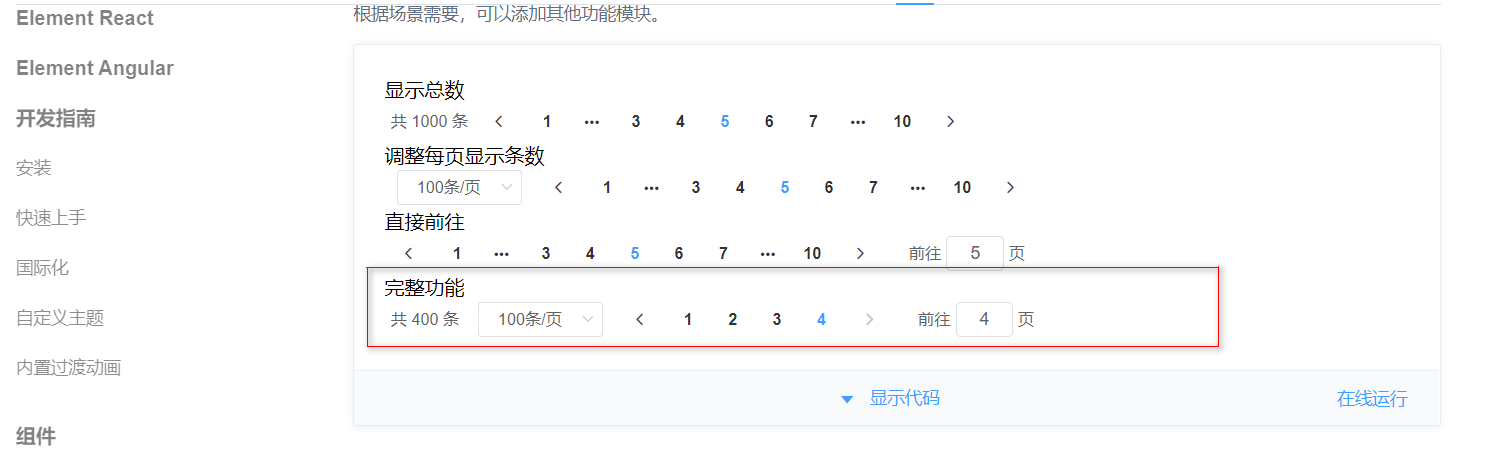 Element React
Element Angular
开发指南
安装
快速上手
国际化
自定义主题
内置过渡动画
组件
根据场景需要，可以添加其他功能模块。
显示总数
共 1000 条 < 1 ··· 3 4 5 6 7 ··· 10 >
调整每页显示条数
100条/页 < 1 ··· 3 4 5 6 7 ··· 10 >
直接前往
< 1 ··· 3 4 5 6 7 ··· 10 > 前往 5 页
完整功能
共 400 条 100条/页 < 1 2 3 4 > 前往 4 页
显示代码 在线运行